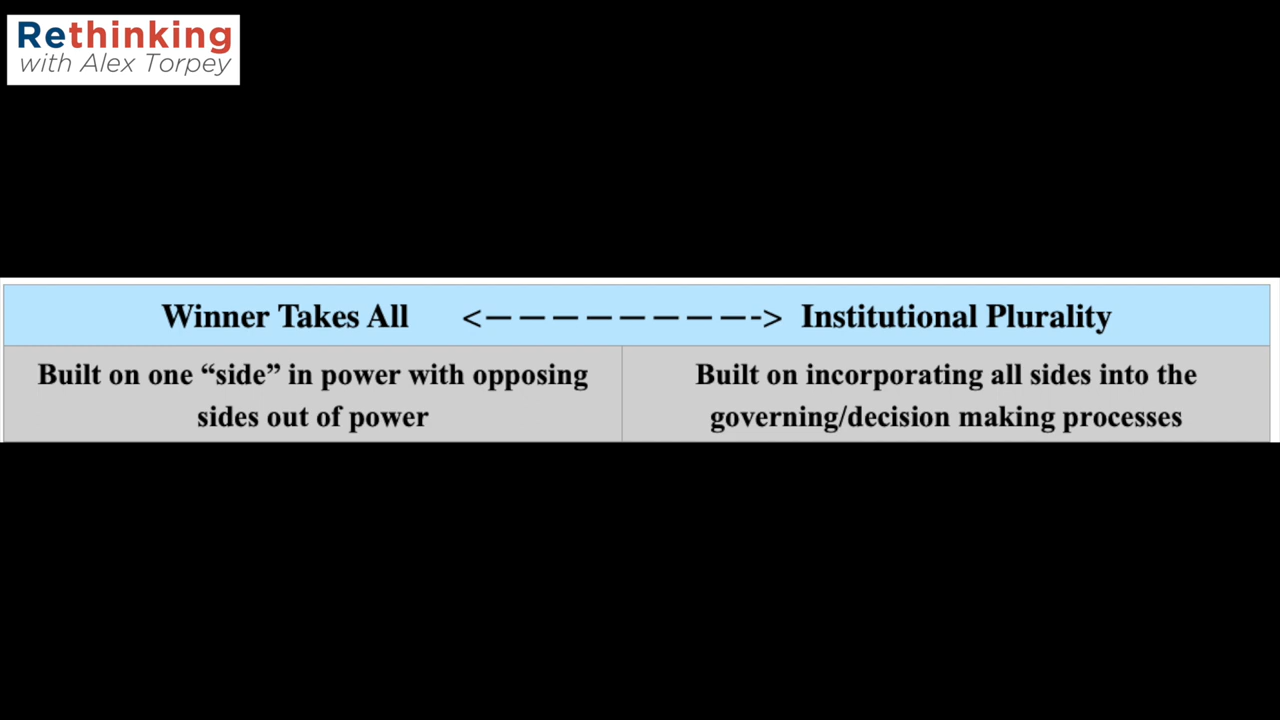 Rethinking
with Alex Torpey
Winner Takes All <— — — — — — — —-> Institutional Plurality
Built on one “side” in power with opposing
sides out of power
Built on incorporating all sides into the
governing/decision making processes